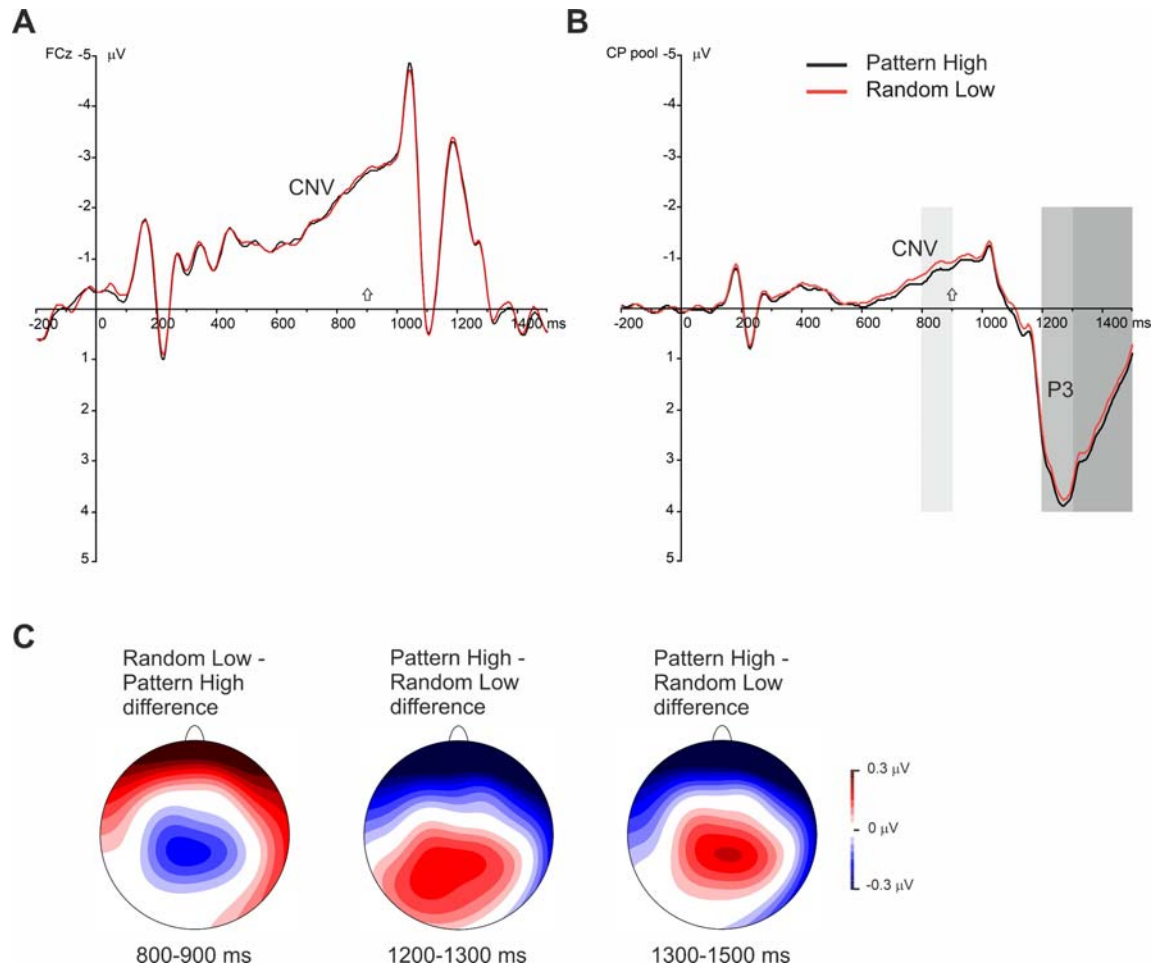 A
FCz -5 µV
-4
-3
CNV
-2
-1
-200 0 200 400 600 800 1000 1200 1400 ms
1
2
3
4
5
B
CP pool -5 µV
Pattern High
Random Low
-4
-3
-2
CNV
-1
-200 0 200 400 600 800 1000 1200 1400 ms
1
P3
2
3
4
5
C
Random Low -
Pattern High
difference
800-900 ms
Pattern High -
Random Low
difference
1200-1300 ms
Pattern High -
Random Low
difference
1300-1500 ms
0.3 µV
0 µV
-0.3 µV